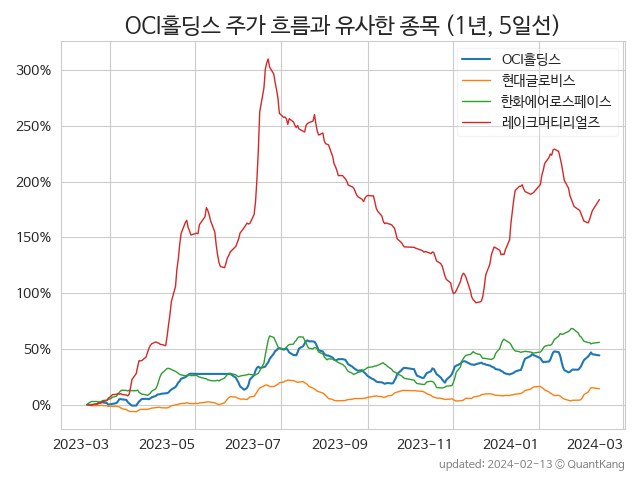 OCI홀딩스 주가 흐름과 유사한 종목 (1년, 5일선)
OCI홀딩스
현대글로비스
한화에어로스페이스
레이크머티리얼즈
300%
250%
200%
150%
100%
50%
0%
2023-03 2023-05 2023-07 2023-09 2023-11 2024-01 2024-03
updated: 2024-02-13 © QuantKang